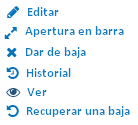 Editar
Apertura en barra
Dar de baja
Historial
Ver
Recuperar una baja